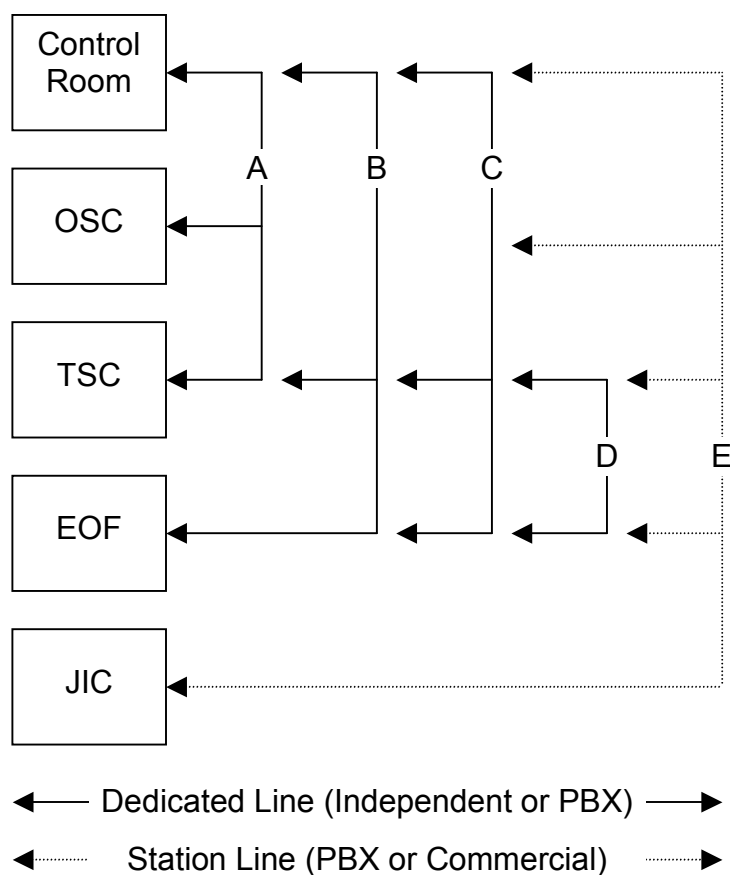 Control
Room
A
B
C
OSC
TSC
D
E
EOF
JIC
Dedicated Line (Independent or PBX)
Station Line (PBX or Commercial)